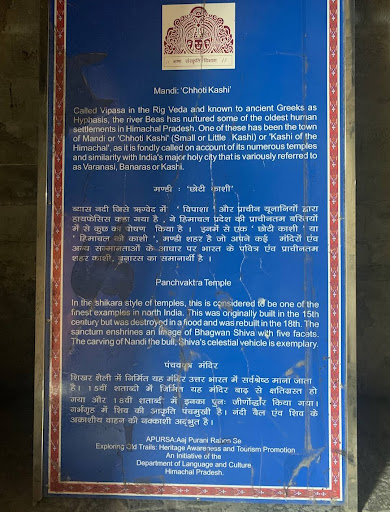 Mandi: 'Chhoti Kashi'
Called Vipasa in the Rig Veda and known to ancient Greeks as
Hyphasis, the river Beas has nurtured some of the oldest human
settlements in Himachal Pradesh. One of these has been the town
of Mandi or 'Chhoti Kashi' (Small or Little Kashi) or 'Kashi of the
Himachal', as it is fondly called on account of its numerous temples
and similarity with India's major holy city that is variously referred to
as Varanasi, Banaras or Kashi.
मण्डी : 'छोटी काशी'
ब्यास नदी जिसे ऋग्वेद में 'विपाशा' और प्राचीन यूनानियों द्वारा
हायफेसिस कहा गया है , ने हिमाचल प्रदेश की प्राचीनतम बस्तियों
में से कुछ का पोषण किया है । इनमें से एक ' छोटी काशी ' या
' हिमाचल की काशी ', मण्डी शहर है जो अपने कई मंदिरों एंव
अन्य समानताओं के आधार पर भारत के पवित्र एंव प्राचीनतम
शहर काशी, बनारस का समानार्थी है ।
Panchvaktra Temple
In the shikara style of temples, this is considered to be one of the
finest examples in north India. This was originally built in the 15th
century but was destroyed in a flood and was rebuilt in the 18th. The
sanctum enshrines an image of Bhagwan Shiva with five facets.
The carving of Nandi the bull, Shiva's celestial vehicle is exemplary.
पंचवक्त्र मंदिर
शिखर शैली में निर्मित यह मंदिर उत्तर भारत में सर्वश्रेष्ठ माना जाता
है । 15वीं शताब्दी में निर्मित यह मंदिर बाढ़ से क्षतिग्रस्त हो
गया और 18वीं शताब्दी में इनका पुनः जीर्णोद्धार किया गया।
गर्भगृह में शिव की आकृति पंचमुखी है। नंदी बैल एंव शिव के
अक्राशीय वाहन की नक्काशी अद्भुत है।
APURSA:Aaj Purani Rahon Se
Exploring Old Trails: Heritage Awareness and Tourism Promotion
An Initiative of the
Department of Language and Culture
Himachal Pradesh.